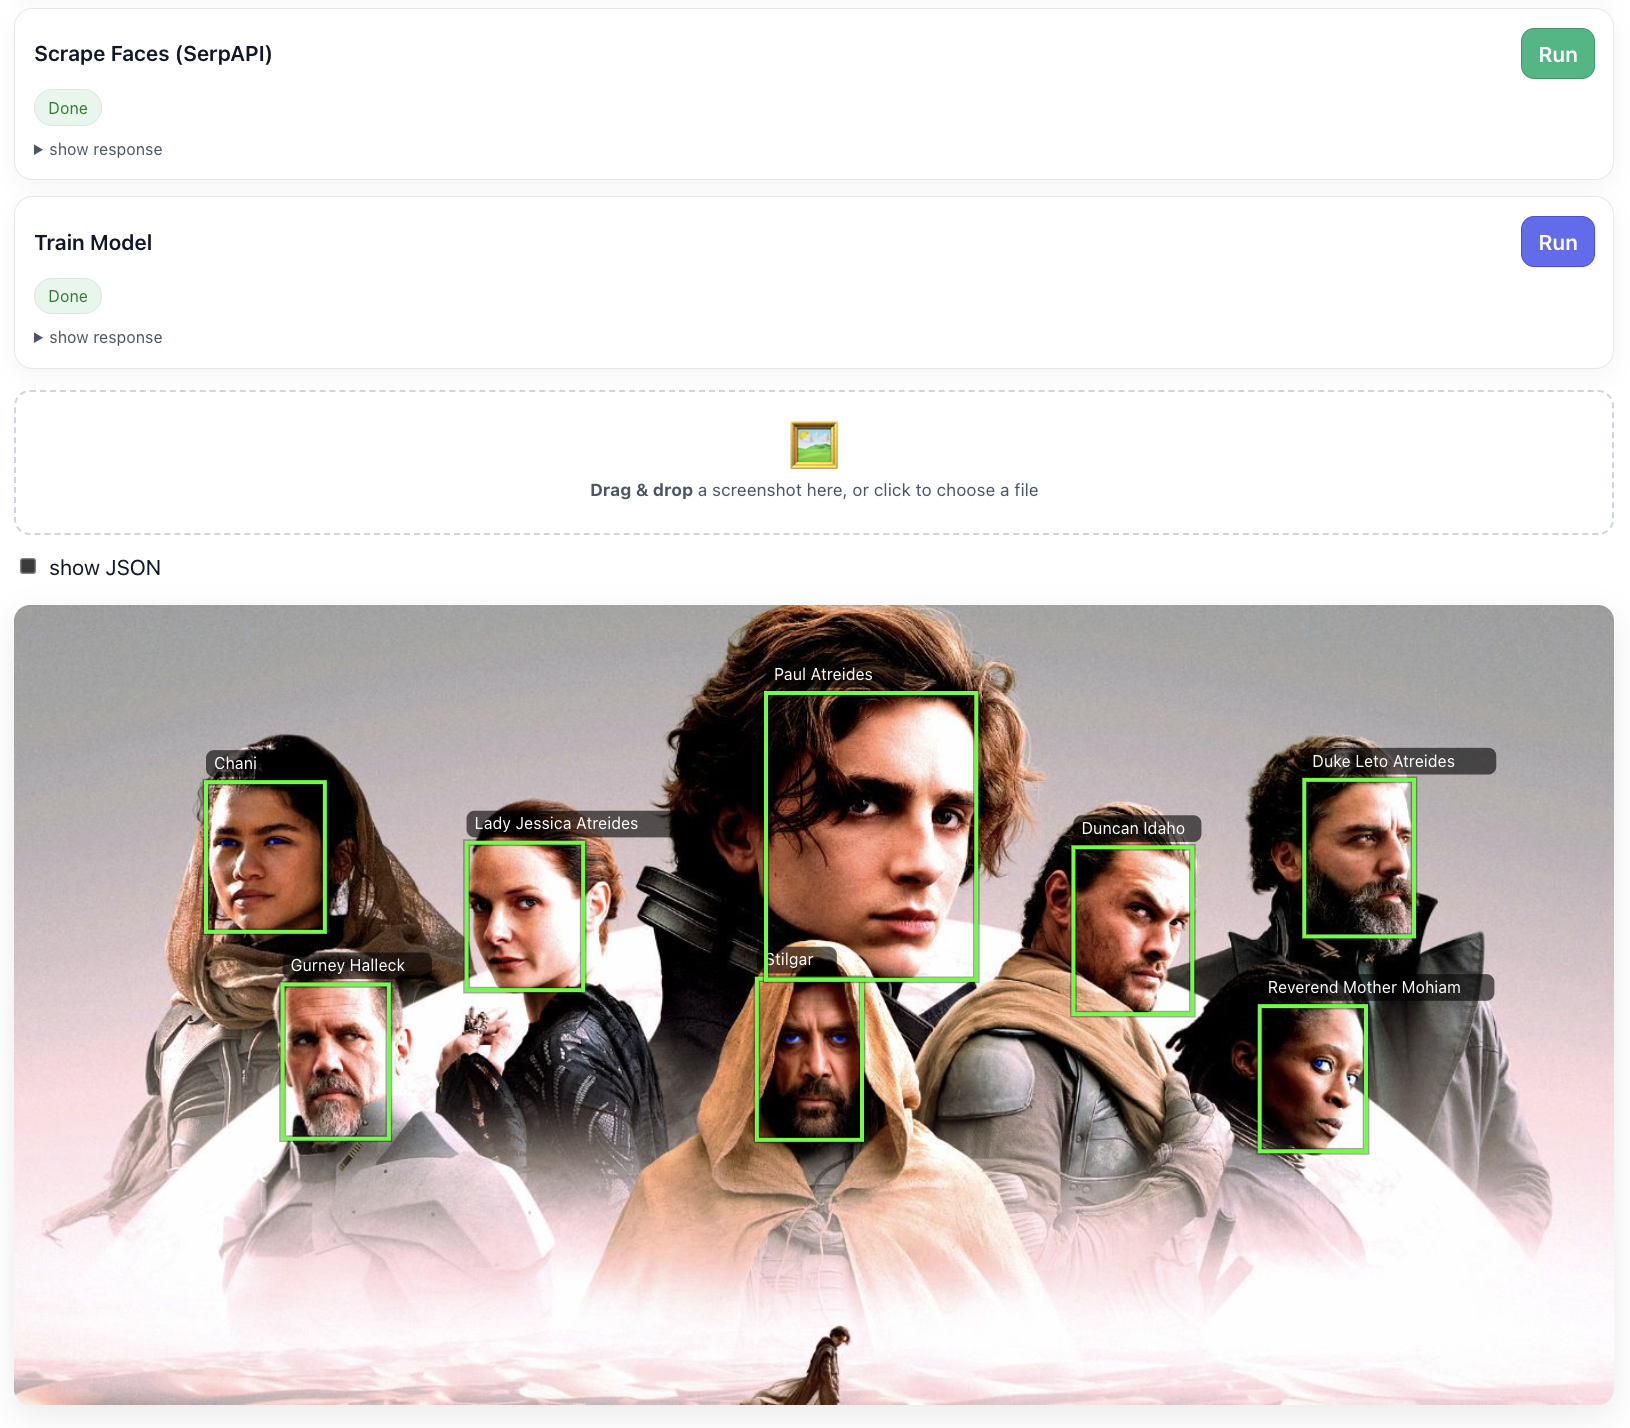 Scrape Faces (SerpAPI)
Run
Done
▶ show response
Train Model
Run
Done
▶ show response
Drag & drop a screenshot here, or click to choose a file
show JSON
Paul Atreides
Chani
Duke Leto Atreides
Lady Jessica Atreides
Duncan Idaho
Stilgar
Gurney Halleck
Reverend Mother Mohiam